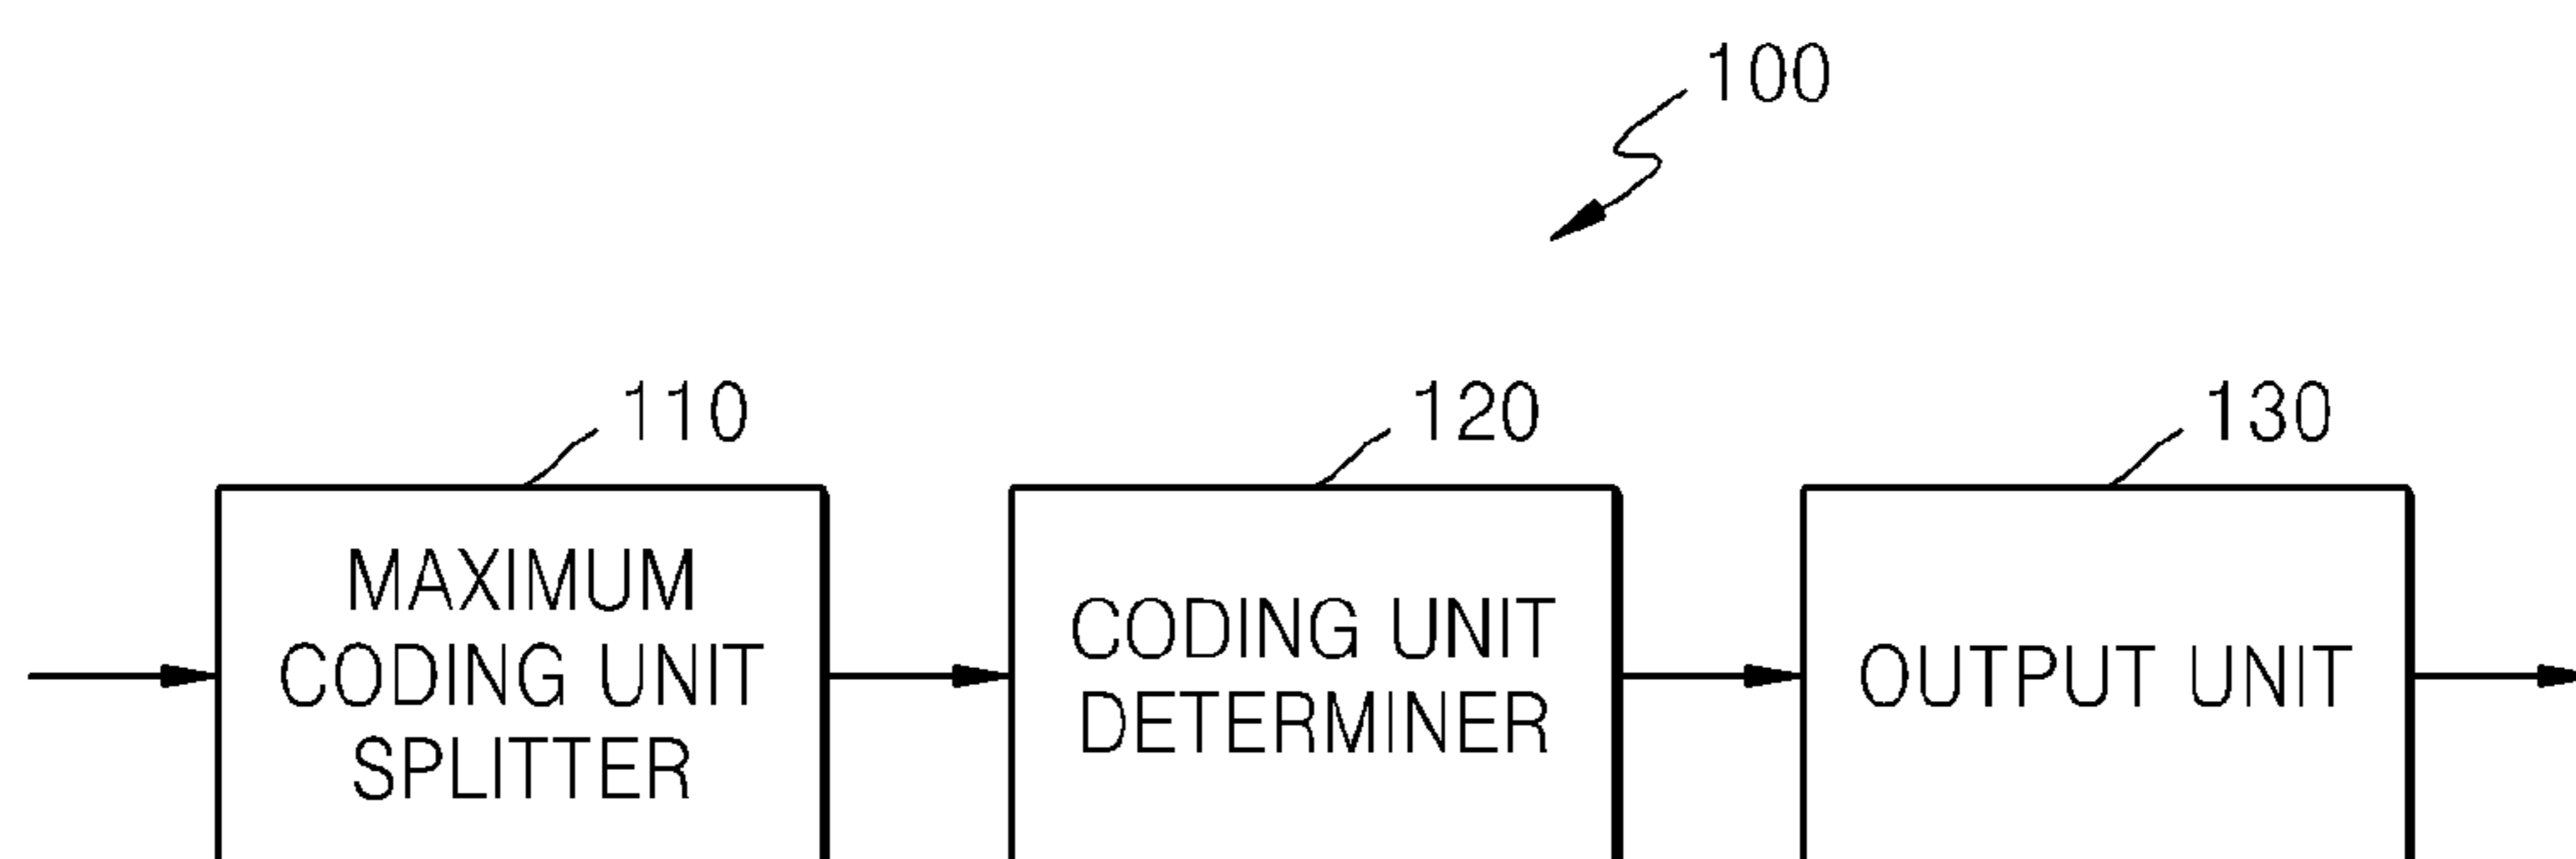 100
110
120
130
MAXIMUM
CODING UNIT
SPLITTER
CODING UNIT
DETERMINER
OUTPUT UNIT